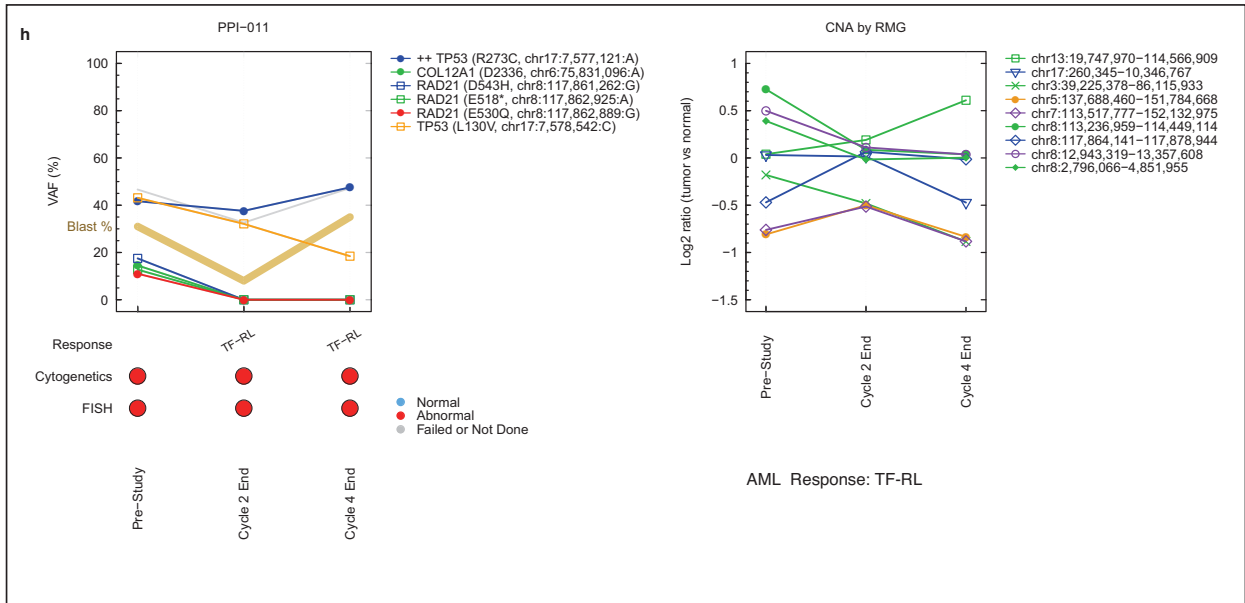 h
PPI−011
100
80
60
40
20
0
VAF (%)
Blast %
++ TP53 (R273C, chr17:7,577,121:A)
COL12A1 (D2336, chr6:75,831,096:A)
RAD21 (D543H, chr8:117,861,262:G)
RAD21 (E518*, chr8:117,862,925:A)
RAD21 (E530Q, chr8:117,862,889:G)
TP53 (L130V, chr17:7,578,542:C)
Response
TF-RL
TF-RL
Cytogenetics
FISH
Normal
Abnormal
Failed or Not Done
Pre−Study
Cycle 2 End
Cycle 4 End
CNA by RMG
1
0.5
0
−0.5
−1
−1.5
Log2 ratio (tumor vs normal)
chr13:19,747,970−114,566,909
chr17:260,345−10,346,767
chr3:39,225,378−86,115,933
chr5:137,688,460−151,784,668
chr7:113,517,777−152,132,975
chr8:113,236,959−114,449,114
chr8:117,864,141−117,878,944
chr8:12,943,319−13,357,608
chr8:2,796,066−4,851,955
Pre−Study
Cycle 2 End
Cycle 4 End
AML Response: TF-RL